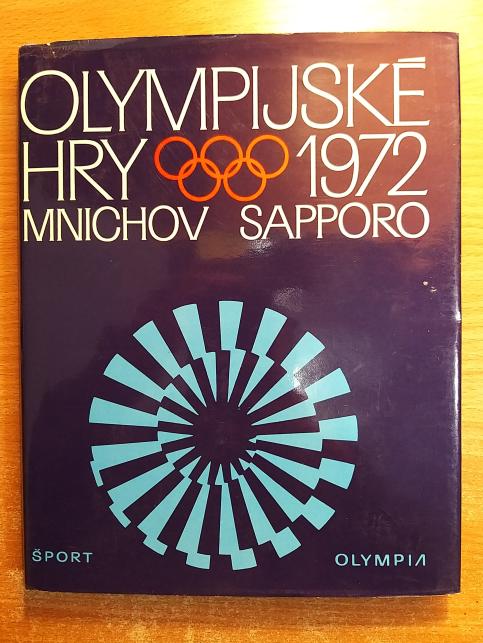 OLYMPIJSKÉ
HRY 1972
MNICHOV SAPPORO
ŠPORT OLYMPIA